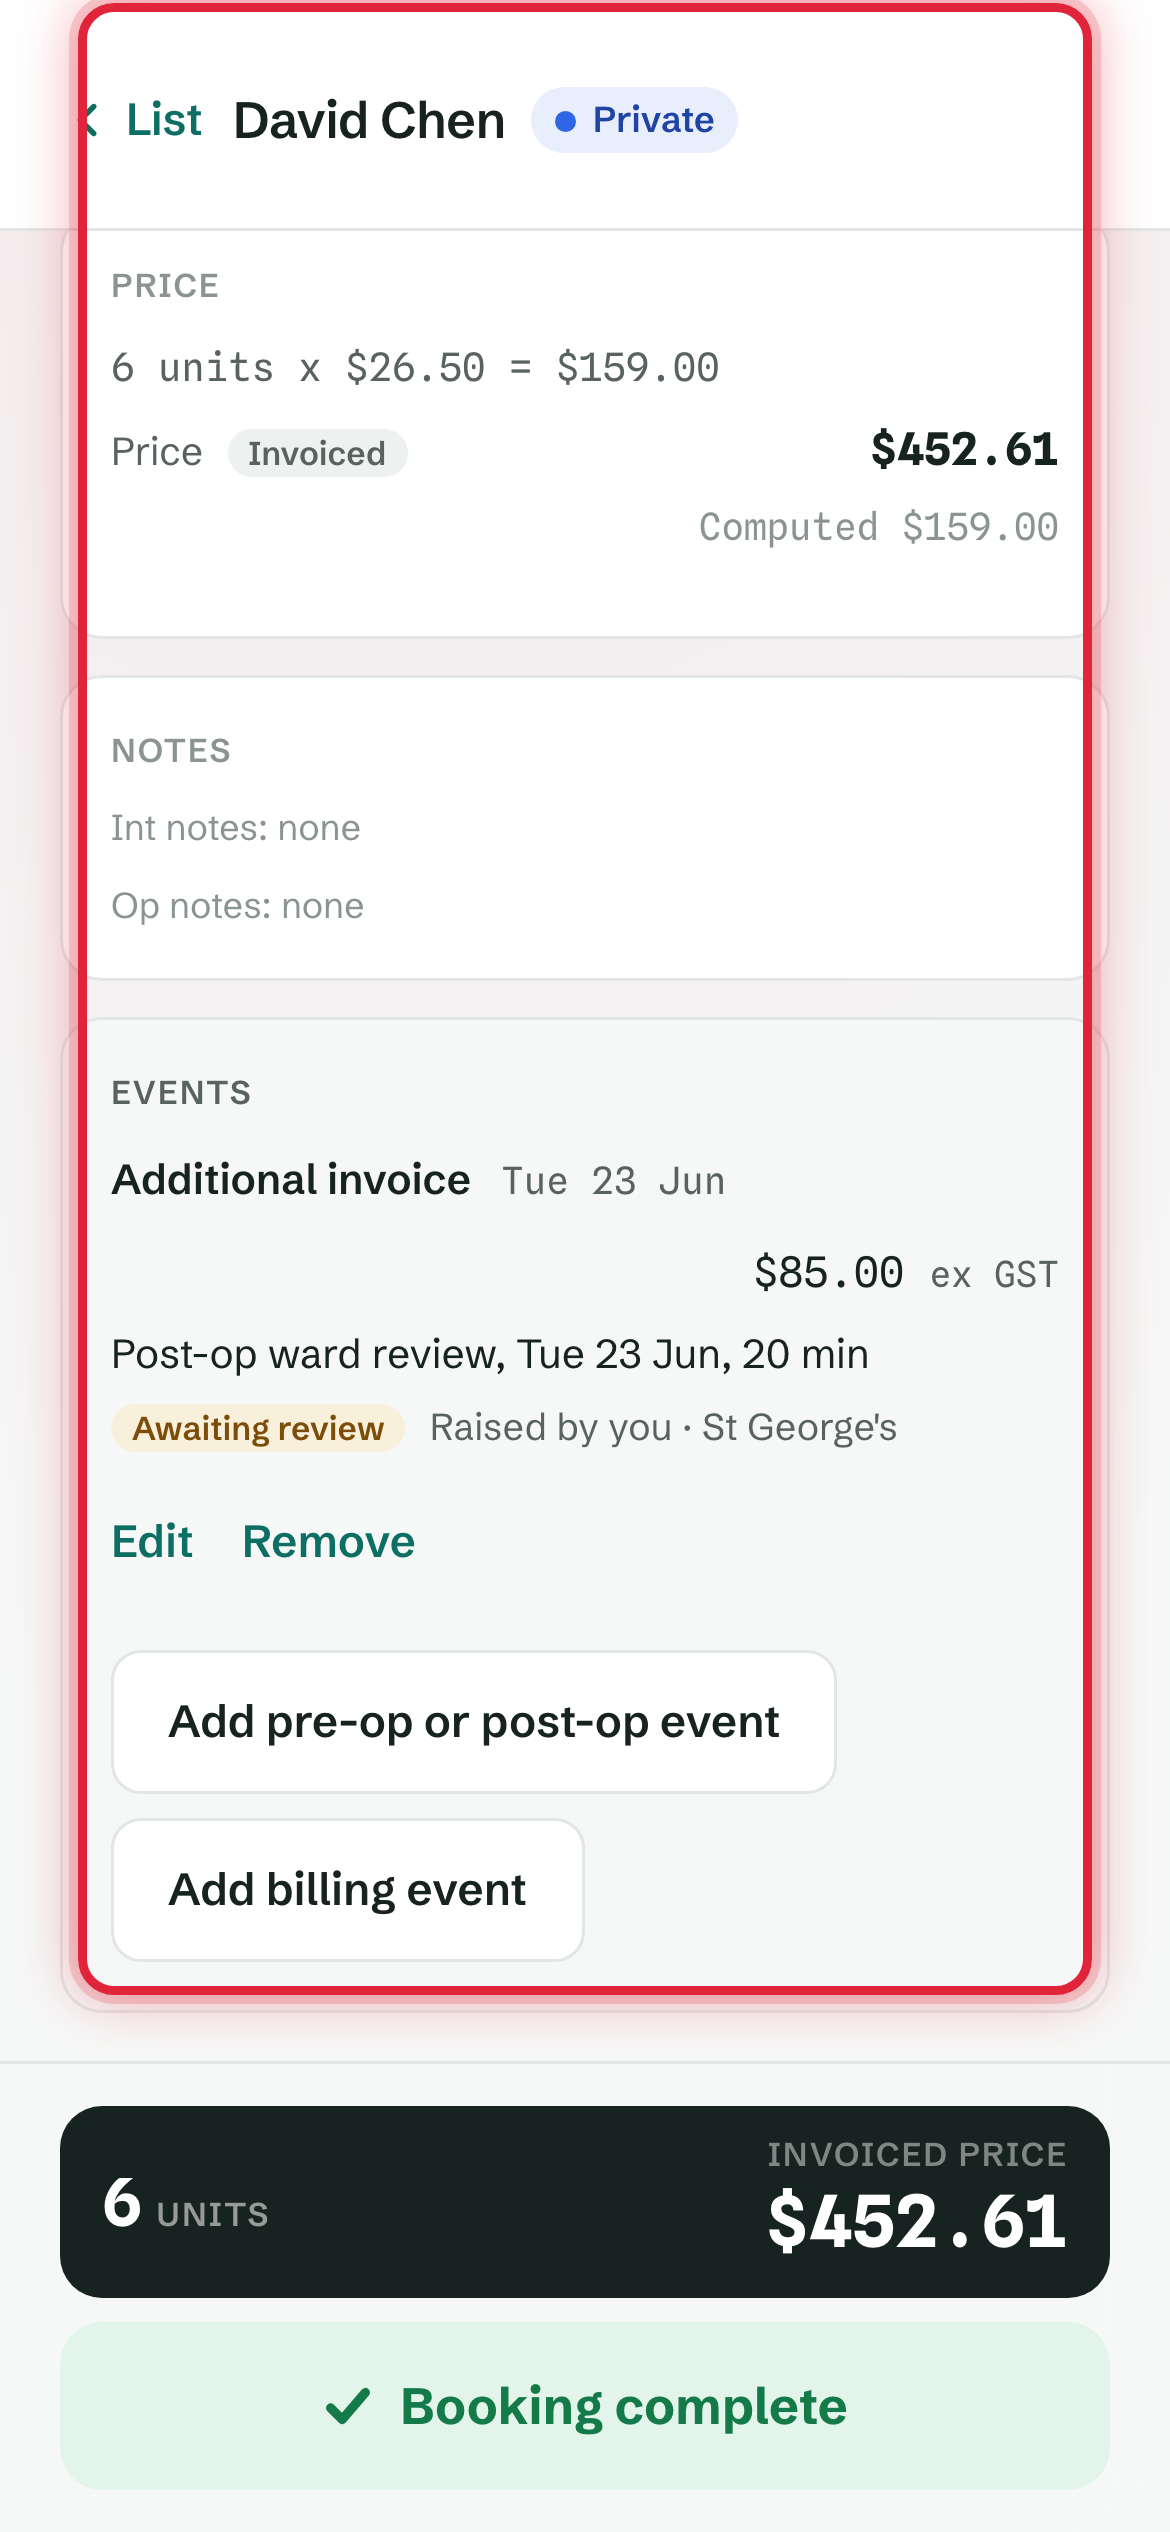 List David Chen Private
PRICE
6 units x $26.50 = $159.00
Price Invoiced $452.61
Computed $159.00
NOTES
Int notes: none
Op notes: none
EVENTS
Additional invoice Tue 23 Jun
$85.00 ex GST
Post-op ward review, Tue 23 Jun, 20 min
Awaiting review Raised by you · St George's
Edit Remove
Add pre-op or post-op event
Add billing event
INVOICED PRICE
6 UNITS $452.61
Booking complete